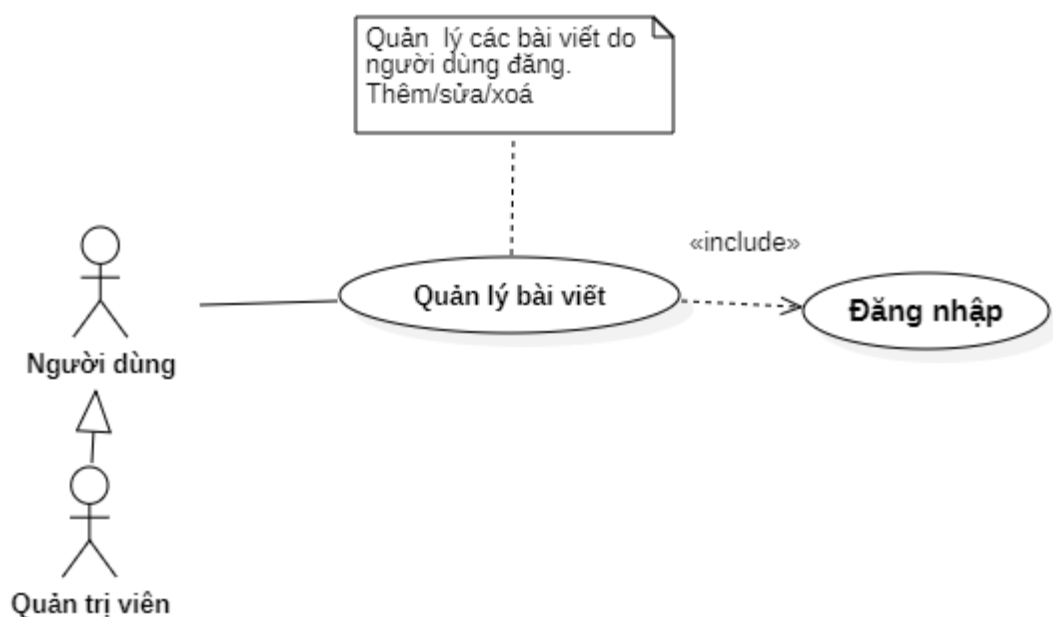 Quản  lý các bài viết do
người dùng đăng.
Thêm/sửa/xoá
«include»
Quản lý bài viết
Đăng nhập
Người dùng
Quản trị viên